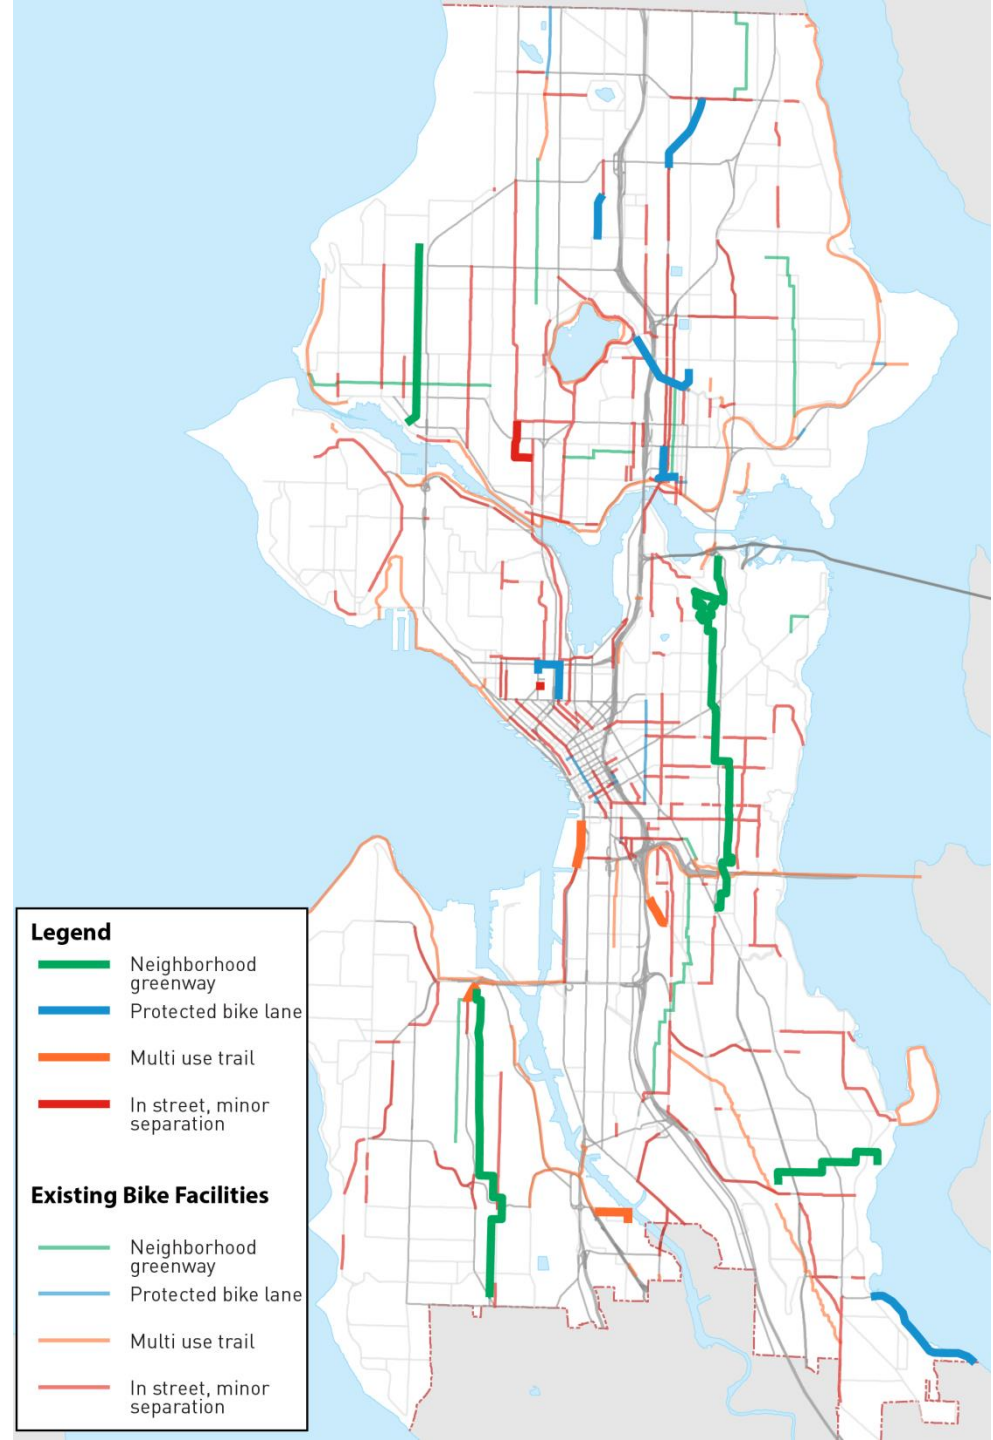 Legend
Neighborhood
greenway
Protected bike lane
Multi use trail
In street, minor
separation
Existing Bike Facilities
Neighborhood
greenway
Protected bike lane
Multi use trail
In street, minor
separation